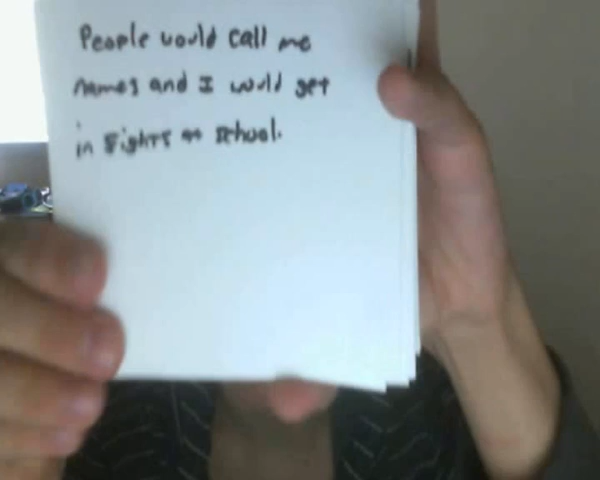 People would call me
names and I would get
in fights at school.